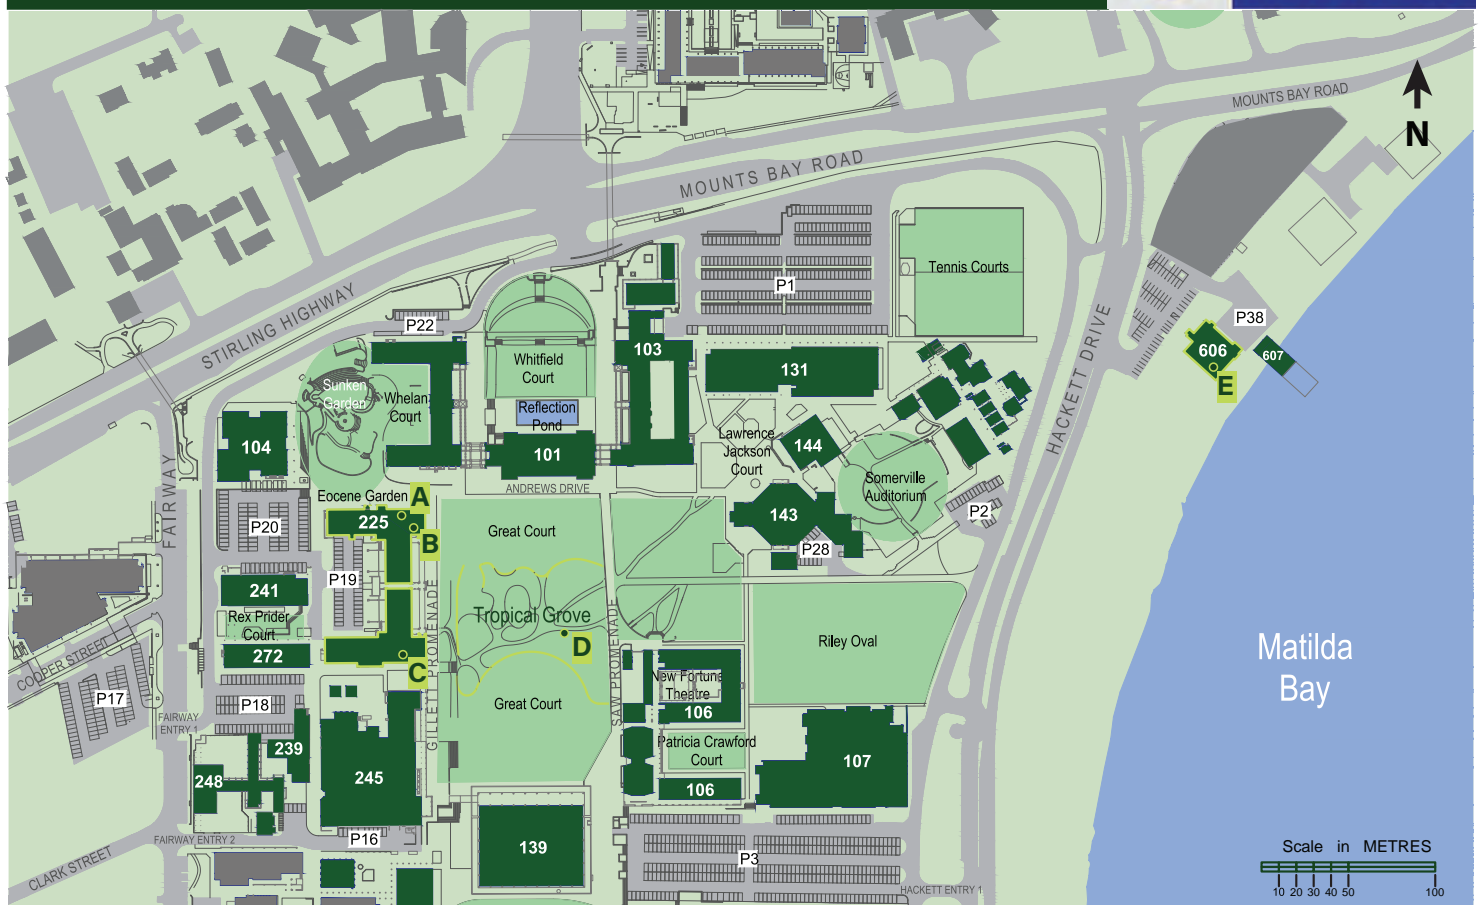 MOUNTS BAY ROAD
N
MOUNTS BAY ROAD
Tennis Courts
P1
STIRLING HIGHWAY
P22
HACKETT DRIVE
P38
606
607
E
103
131
Whitfield
Court
Sunken
Garden
Whelan
Court
Reflection
Pond
104
101
Lawrence
Jackson
Court
144
Somerville
Auditorium
FAIRWAY
Eocene Garden
A
ANDREWS DRIVE
P20
225
B
Great Court
143
P2
P28
P19
241
Rex Prider
Court
Tropical Grove
D
Riley Oval
272
C
COOPER STREET
P17
P18
New Fortune
Theatre
106
Great Court
Matilda
Bay
FAIRWAY
ENTRY 1
239
248
245
Patricia Crawford
Court
107
106
FAIRWAY ENTRY 2
P16
139
P3
CLARK STREET
HACKETT ENTRY 1
Scale in METRES
10 20 30 40 50 100